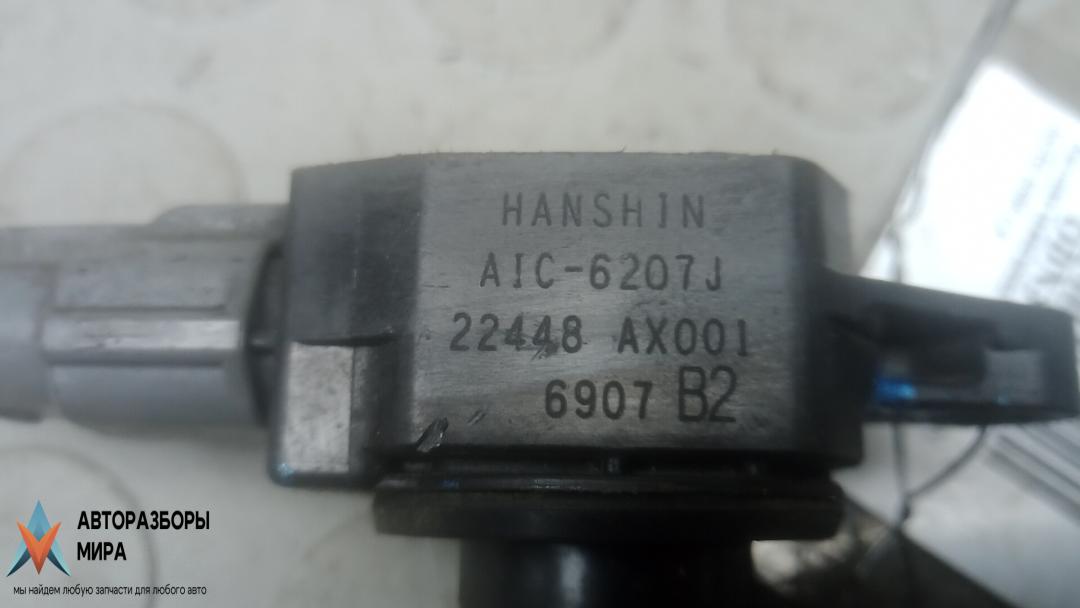 HANSHIN
AIC-6207J
22448 AX001
6907 B2
АВТОРАЗБОРЫ
МИРА
мы найдем любую запчасти для любого авто